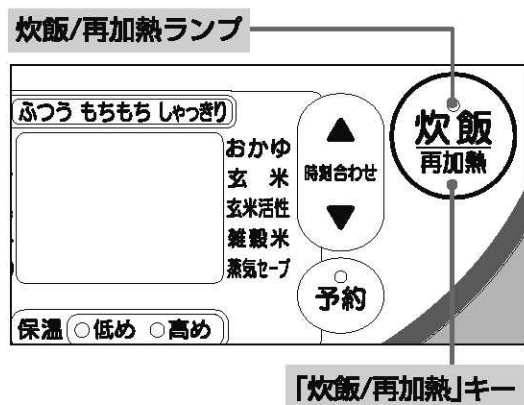 炊飯/再加熱ランプ
ふつう もちもち しゃっきり
おかゆ
玄 米
玄米活性
雑穀米
蒸気セーブ
時刻合わせ
予約
炊飯
再加熱
保温 低め 高め
「炊飯/再加熱」キー